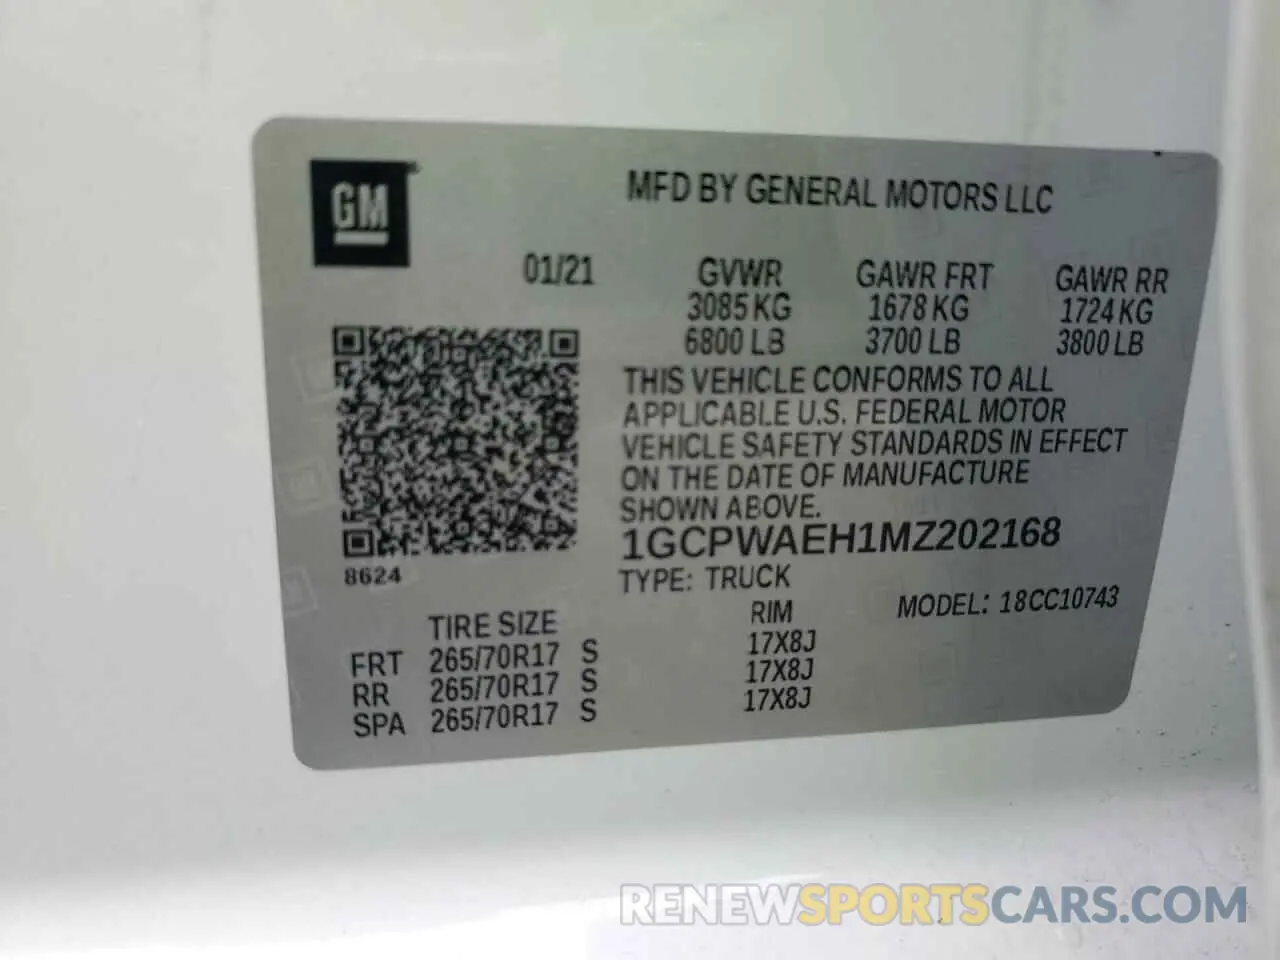 GM
MFD BY GENERAL MOTORS LLC
01/21 GVWR GAWR FRT GAWR RR
3085 KG 1678 KG 1724 KG
6800 LB 3700 LB 3800 LB
THIS VEHICLE CONFORMS TO ALL
APPLICABLE U.S. FEDERAL MOTOR
VEHICLE SAFETY STANDARDS IN EFFECT
ON THE DATE OF MANUFACTURE
SHOWN ABOVE.
1GCPWAEH1MZ202168
8624
TYPE: TRUCK
MODEL: 18CC10743
TIRE SIZE RIM
FRT 265/70R17 S 17X8J
RR 265/70R17 S 17X8J
SPA 265/70R17 S 17X8J
RENEWSPORTSCARS.COM